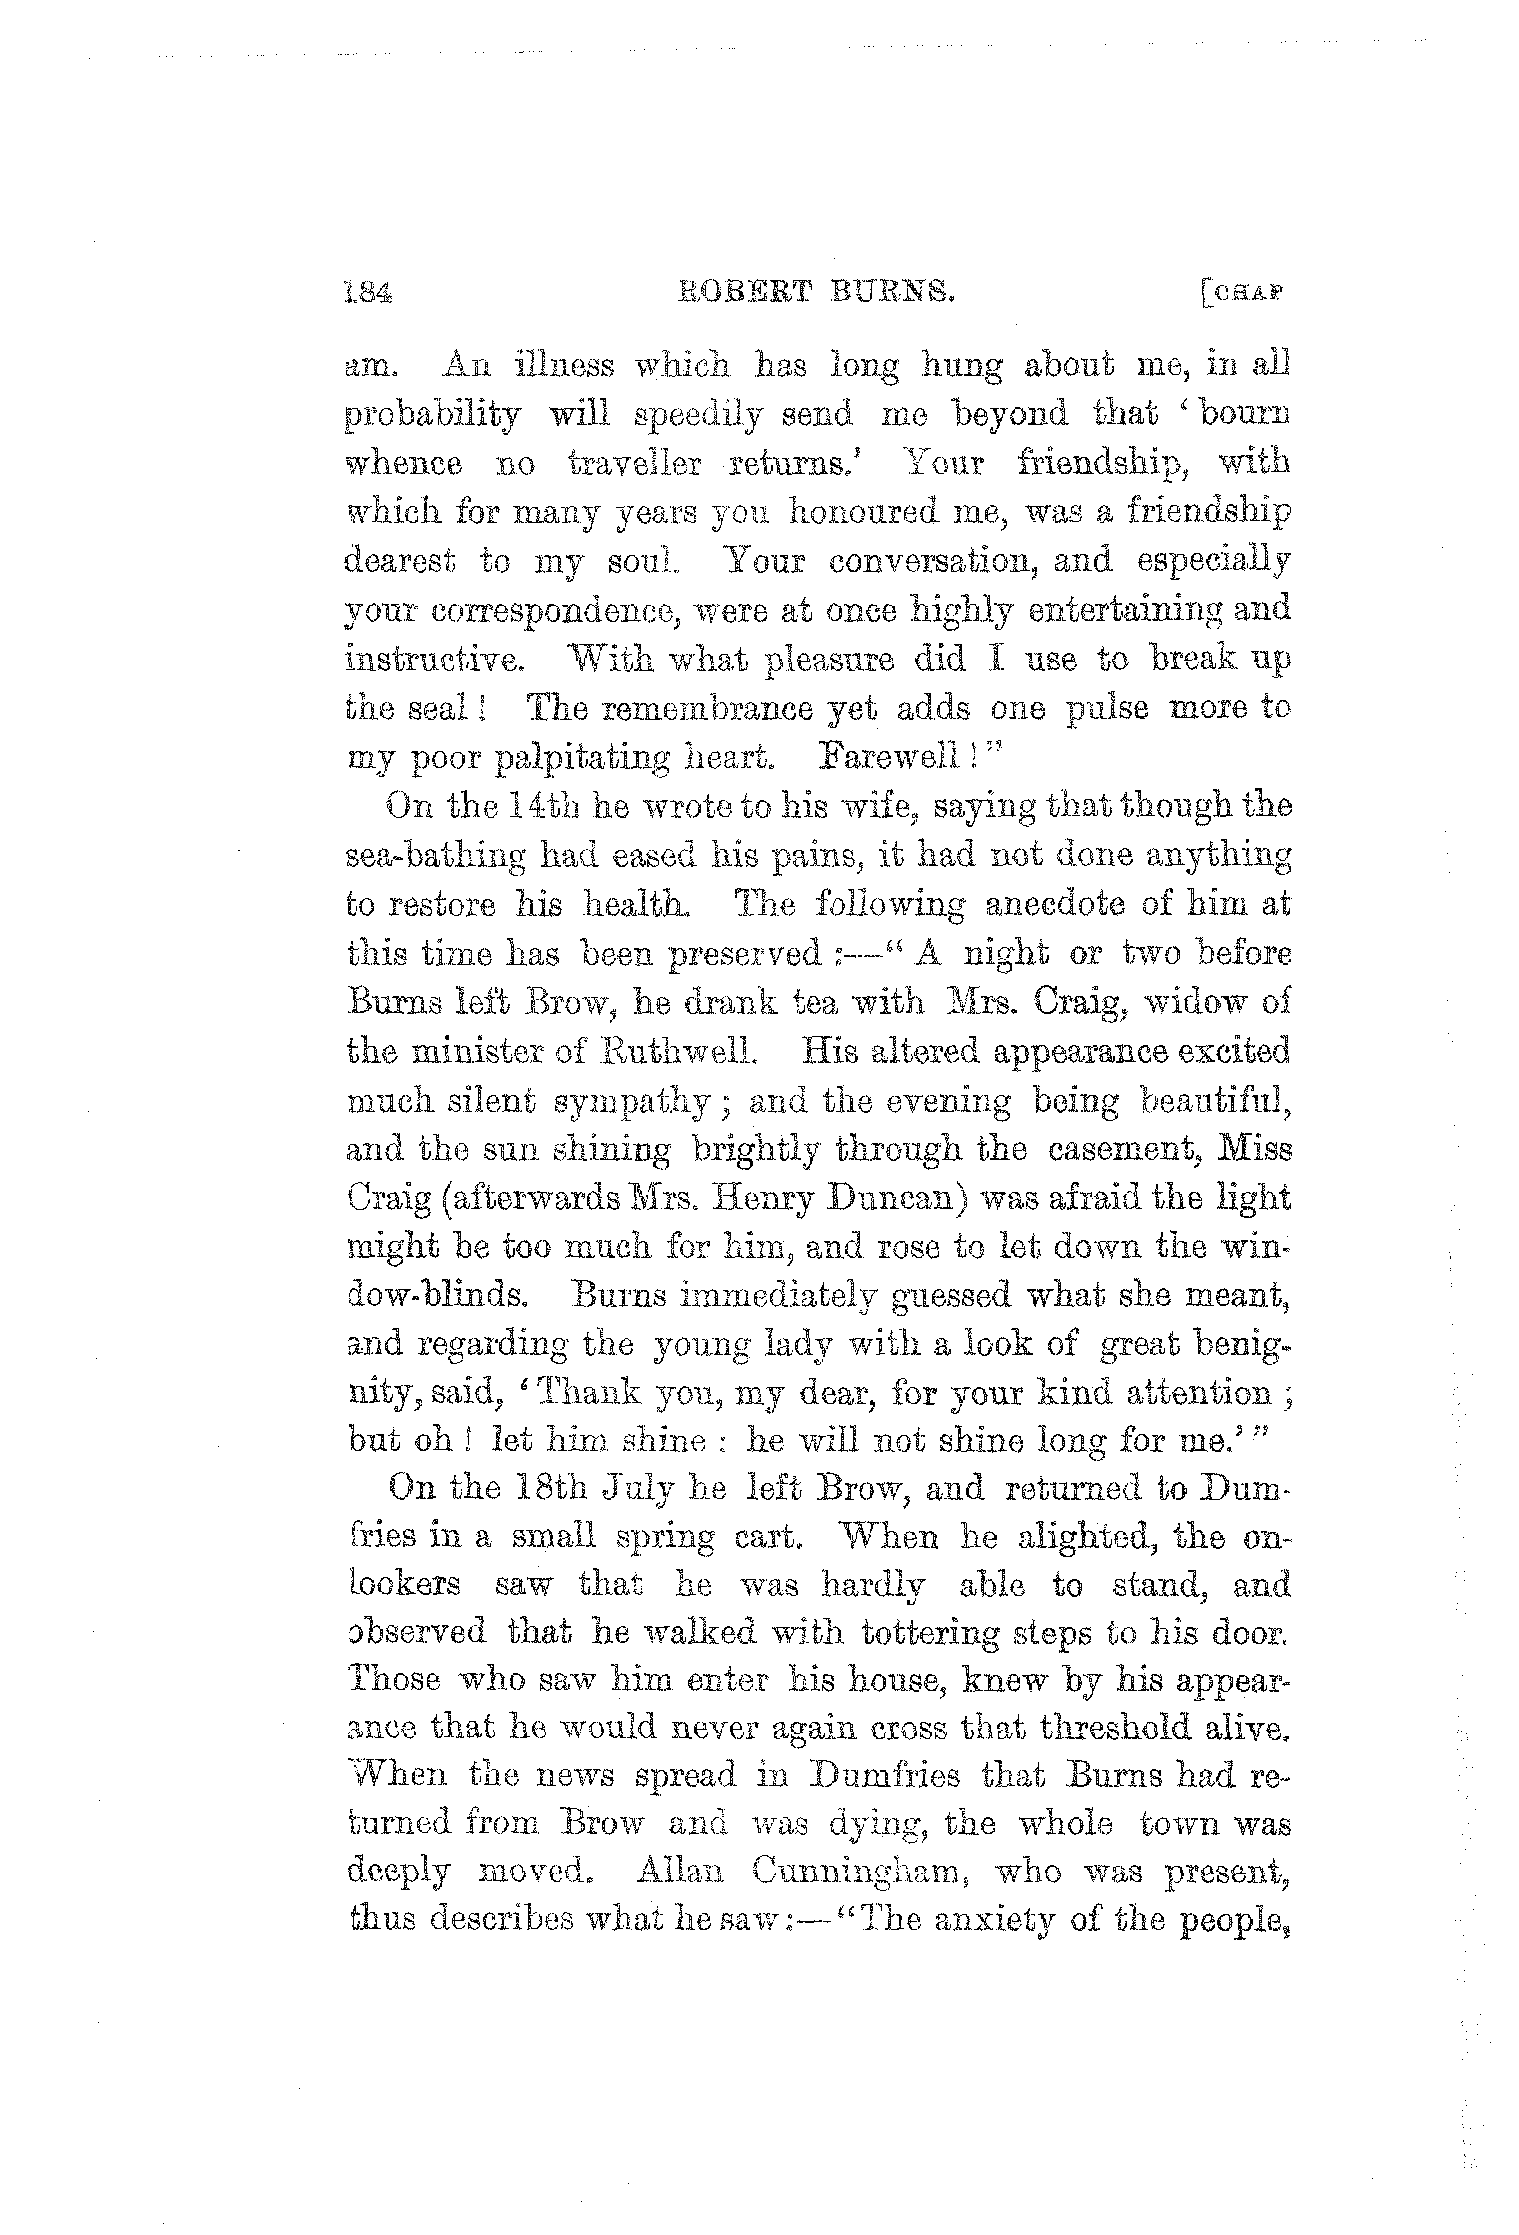 184 ROBERT BURNS. [CHAP
am. An illness which has long hung about me, in all
probability will speedily send me beyond that ‘bourn
whence no traveller returns.’ Your friendship, with
which for many years you honoured me, was a friendship
dearest to my soul. Your conversation, and especially
your correspondence, were at once highly entertaining and
instructive. With what pleasure did I use to break up
the seal! The remembrance yet adds one pulse more to
my poor palpitating heart. Farewell!”
On the 14th he wrote to his wife, saying that though the
sea-bathing had eased his pains, it had not done anything
to restore his health. The following anecdote of him at
this time has been preserved:—“A night or two before
Burns left Brow, he drank tea with Mrs. Craig, widow of
the minister of Ruthwell. His altered appearance excited
much silent sympathy; and the evening being beautiful,
and the sun shining brightly through the casement, Miss
Craig (afterwards Mrs. Henry Duncan) was afraid the light
might be too much for him, and rose to let down the win-
dow-blinds. Burns immediately guessed what she meant,
and regarding the young lady with a look of great benig-
nity, said, ‘Thank you, my dear, for your kind attention;
but oh! let him shine: he will not shine long for me.’”
On the 18th July he left Brow, and returned to Dum-
fries in a small spring cart. When he alighted, the on-
lookers saw that he was hardly able to stand, and
observed that he walked with tottering steps to his door.
Those who saw him enter his house, knew by his appear-
ance that he would never again cross that threshold alive.
When the news spread in Dumfries that Burns had re-
turned from Brow and was dying, the whole town was
deeply moved. Allan Cunningham, who was present,
thus describes what he saw:—“The anxiety of the people,